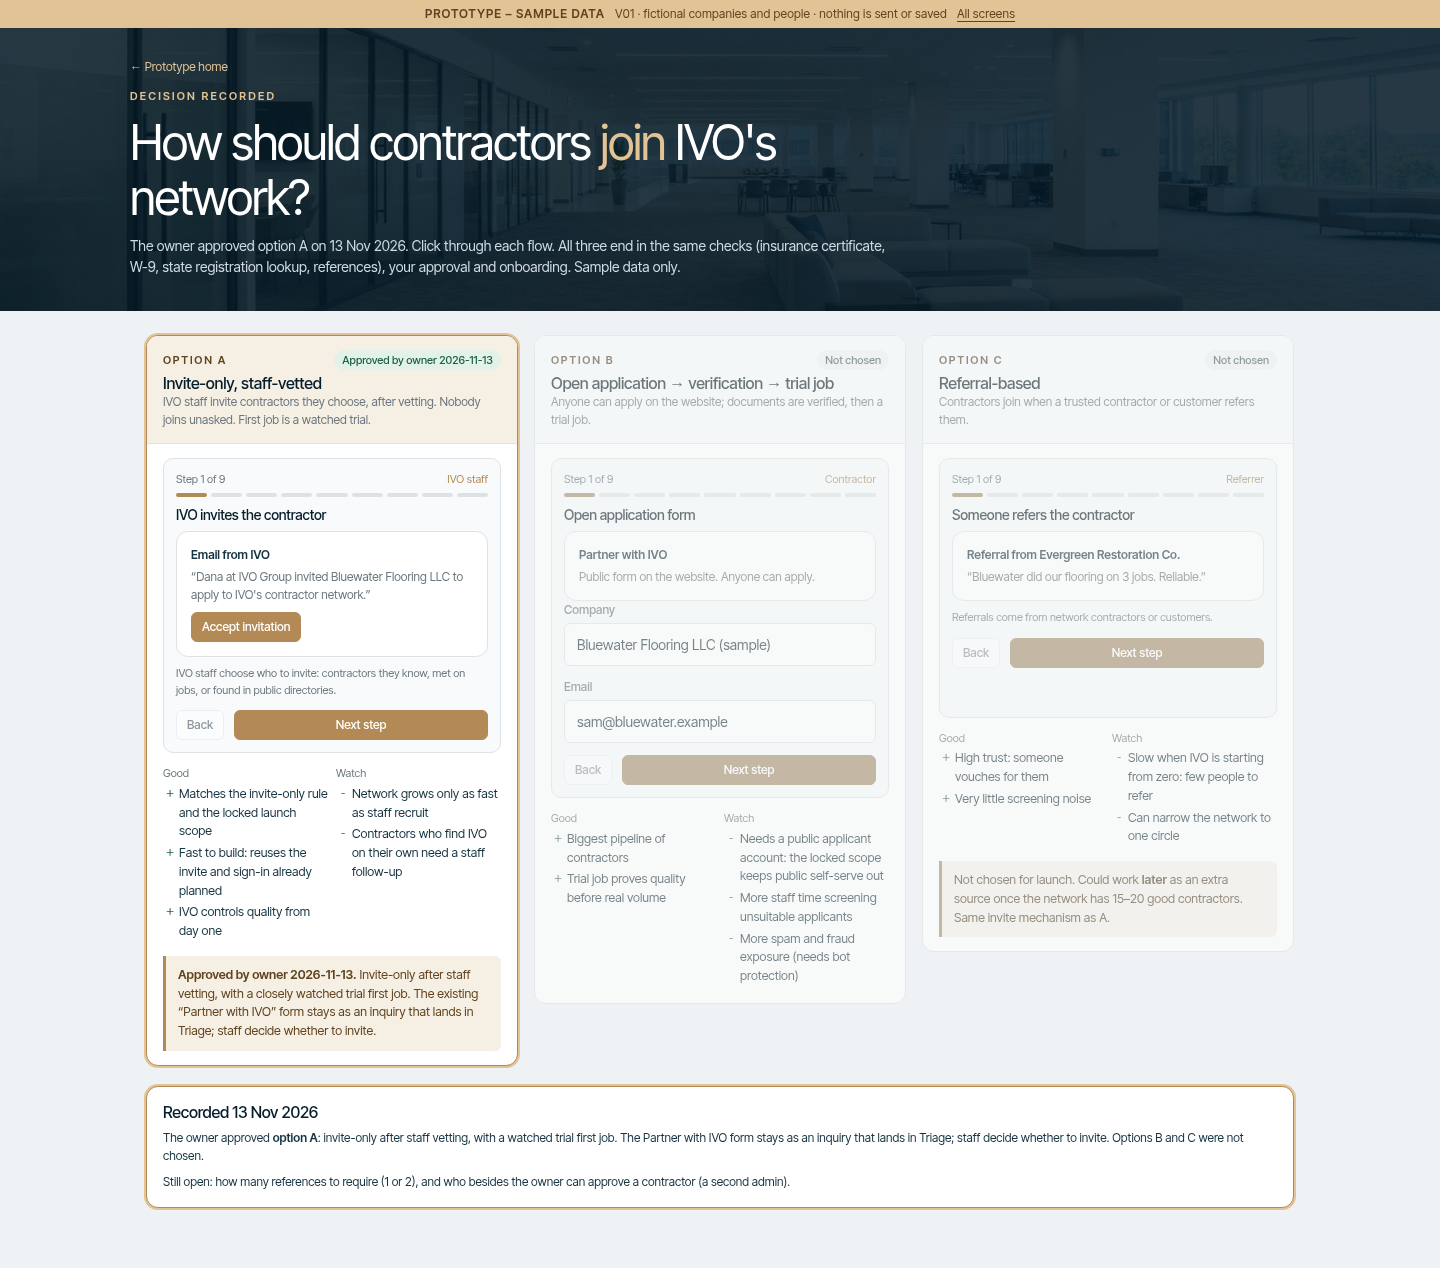 PROTOTYPE – SAMPLE DATA V01 · fictional companies and people · nothing is sent or saved All screens
← Prototype home
DECISION RECORDED
How should contractors join IVO's
network?
The owner approved option A on 13 Nov 2026. Click through each flow. All three end in the same checks (insurance certificate,
W-9, state registration lookup, references), your approval and onboarding. Sample data only.
OPTION A
Approved by owner 2026-11-13
Invite-only, staff-vetted
IVO staff invite contractors they choose, after vetting. Nobody
joins unasked. First job is a watched trial.
Step 1 of 9
IVO staff
IVO invites the contractor
Email from IVO
“Dana at IVO Group invited Bluewater Flooring LLC to
apply to IVO's contractor network.”
Accept invitation
IVO staff choose who to invite: contractors they know, met on
jobs, or found in public directories.
Back
Next step
Good
+ Matches the invite-only rule
and the locked launch
scope
+ Fast to build: reuses the
invite and sign-in already
planned
+ IVO controls quality from
day one
Watch
- Network grows only as fast
as staff recruit
- Contractors who find IVO
on their own need a staff
follow-up
Approved by owner 2026-11-13. Invite-only after staff
vetting, with a closely watched trial first job. The existing
“Partner with IVO” form stays as an inquiry that lands in
Triage; staff decide whether to invite.
OPTION B
Not chosen
Open application → verification → trial job
Anyone can apply on the website; documents are verified, then a
trial job.
Step 1 of 9
Contractor
Open application form
Partner with IVO
Public form on the website. Anyone can apply.
Company
Bluewater Flooring LLC (sample)
Email
sam@bluewater.example
Back
Next step
Good
+ Biggest pipeline of
contractors
+ Trial job proves quality
before real volume
Watch
- Needs a public applicant
account: the locked scope
keeps public self-serve out
- More staff time screening
unsuitable applicants
- More spam and fraud
exposure (needs bot
protection)
OPTION C
Not chosen
Referral-based
Contractors join when a trusted contractor or customer refers
them.
Step 1 of 9
Referrer
Someone refers the contractor
Referral from Evergreen Restoration Co.
“Bluewater did our flooring on 3 jobs. Reliable.”
Referrals come from network contractors or customers.
Back
Next step
Good
+ High trust: someone
vouches for them
+ Very little screening noise
Watch
- Slow when IVO is starting
from zero: few people to
refer
- Can narrow the network to
one circle
Not chosen for launch. Could work later as an extra
source once the network has 15–20 good contractors.
Same invite mechanism as A.
Recorded 13 Nov 2026
The owner approved option A: invite-only after staff vetting, with a watched trial first job. The Partner with IVO form stays as an inquiry that lands in Triage; staff decide whether to invite. Options B and C were not
chosen.
Still open: how many references to require (1 or 2), and who besides the owner can approve a contractor (a second admin).